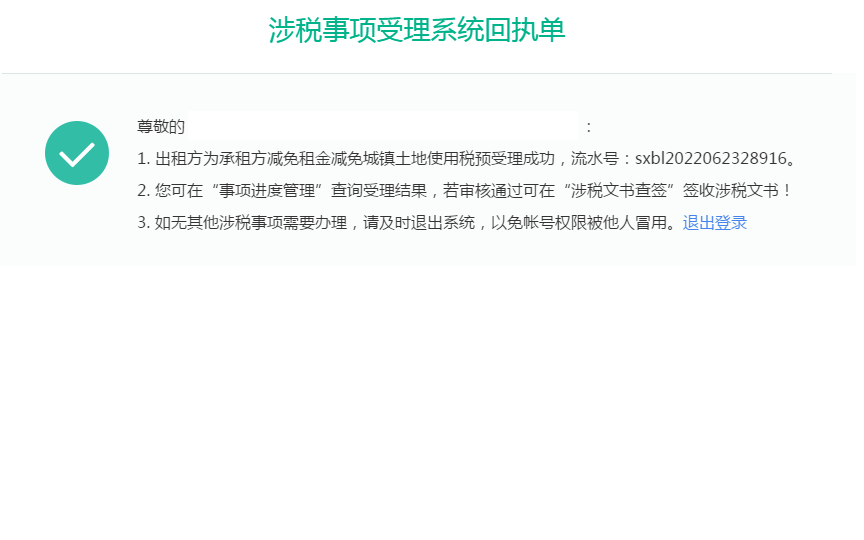 涉税事项受理系统回执单
尊敬的 ：
1. 出租方为承租方减免租金减免城镇土地使用税预受理成功，流水号：sxbl2022062328916。
2. 您可在“事项进度管理”查询受理结果，若审核通过可在“涉税文书查签”签收涉税文书！
3. 如无其他涉税事项需要办理，请及时退出系统，以免帐号权限被他人冒用。退出登录